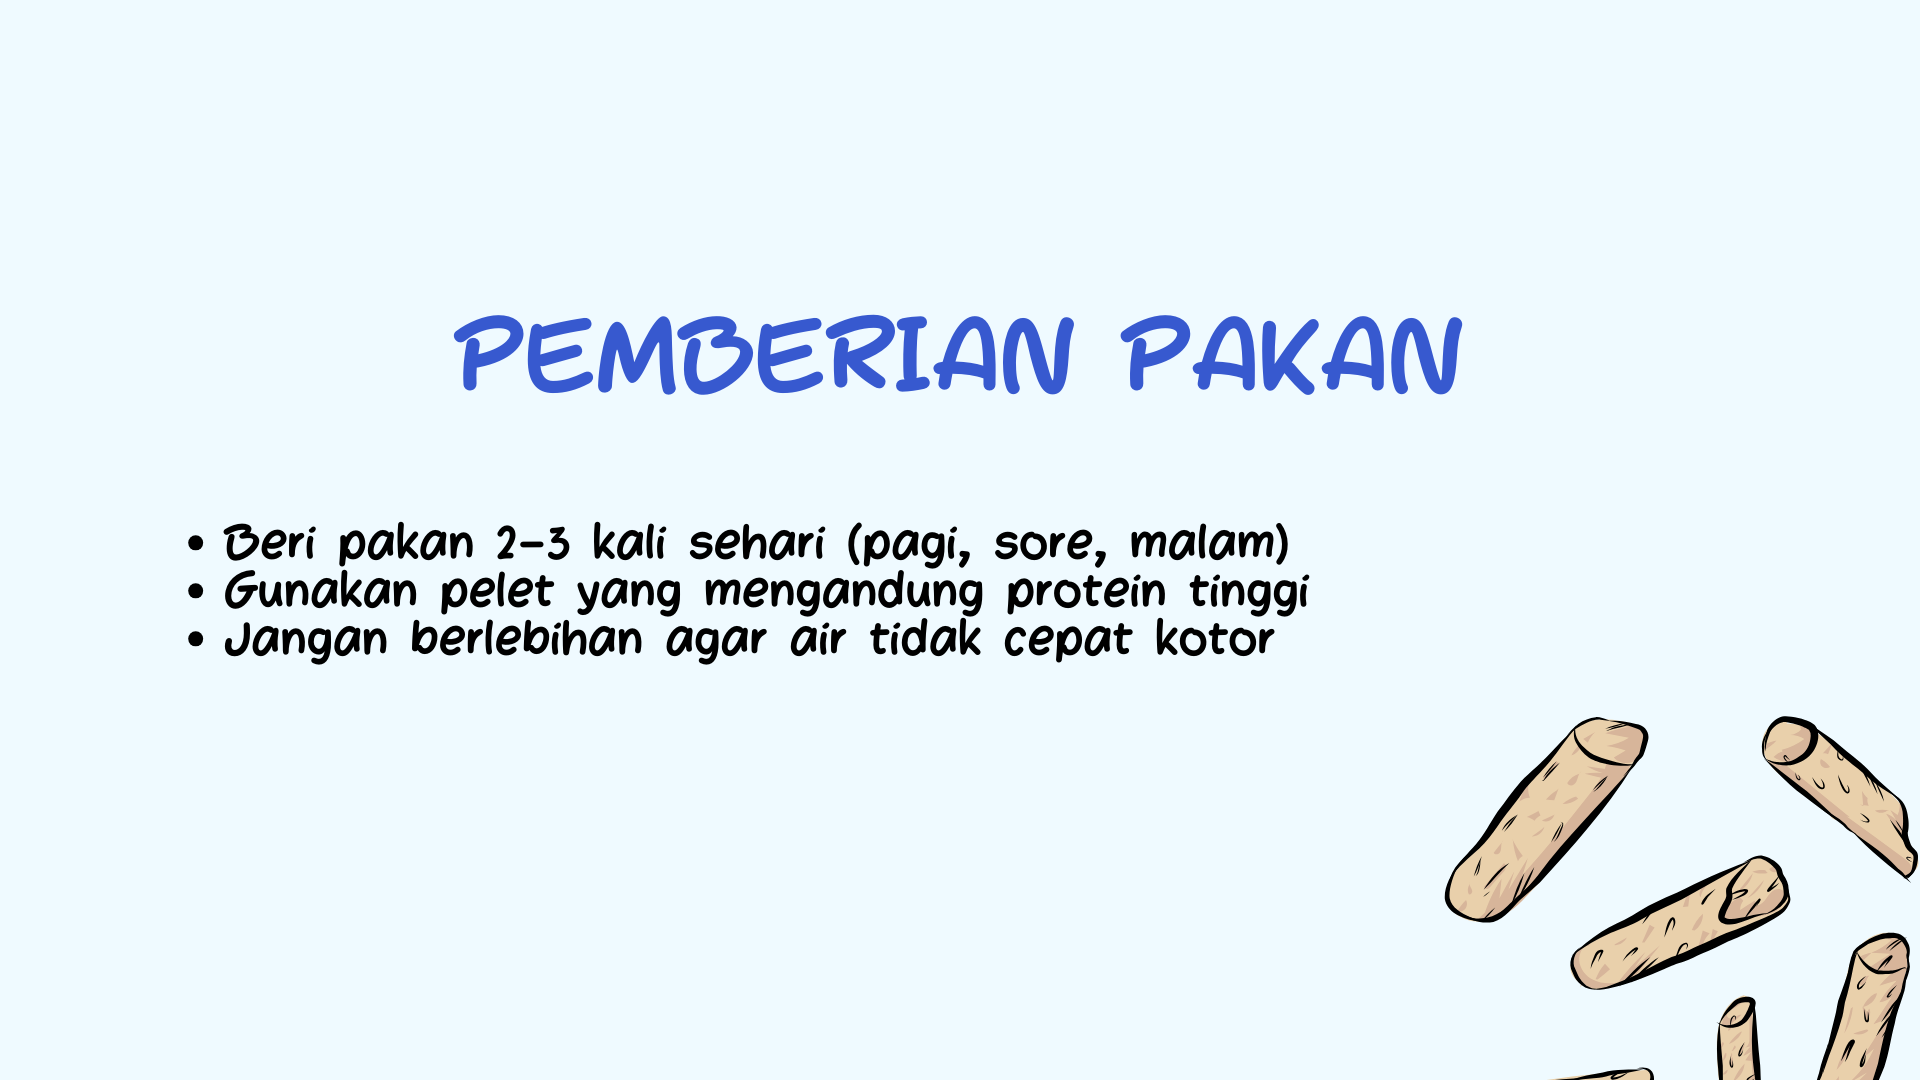 PEMBERIAN PAKAN
• Beri pakan 2-3 kali sehari (pagi, sore, malam)
• Gunakan pelet yang mengandung protein tinggi
• Jangan berlebihan agar air tidak cepat kotor